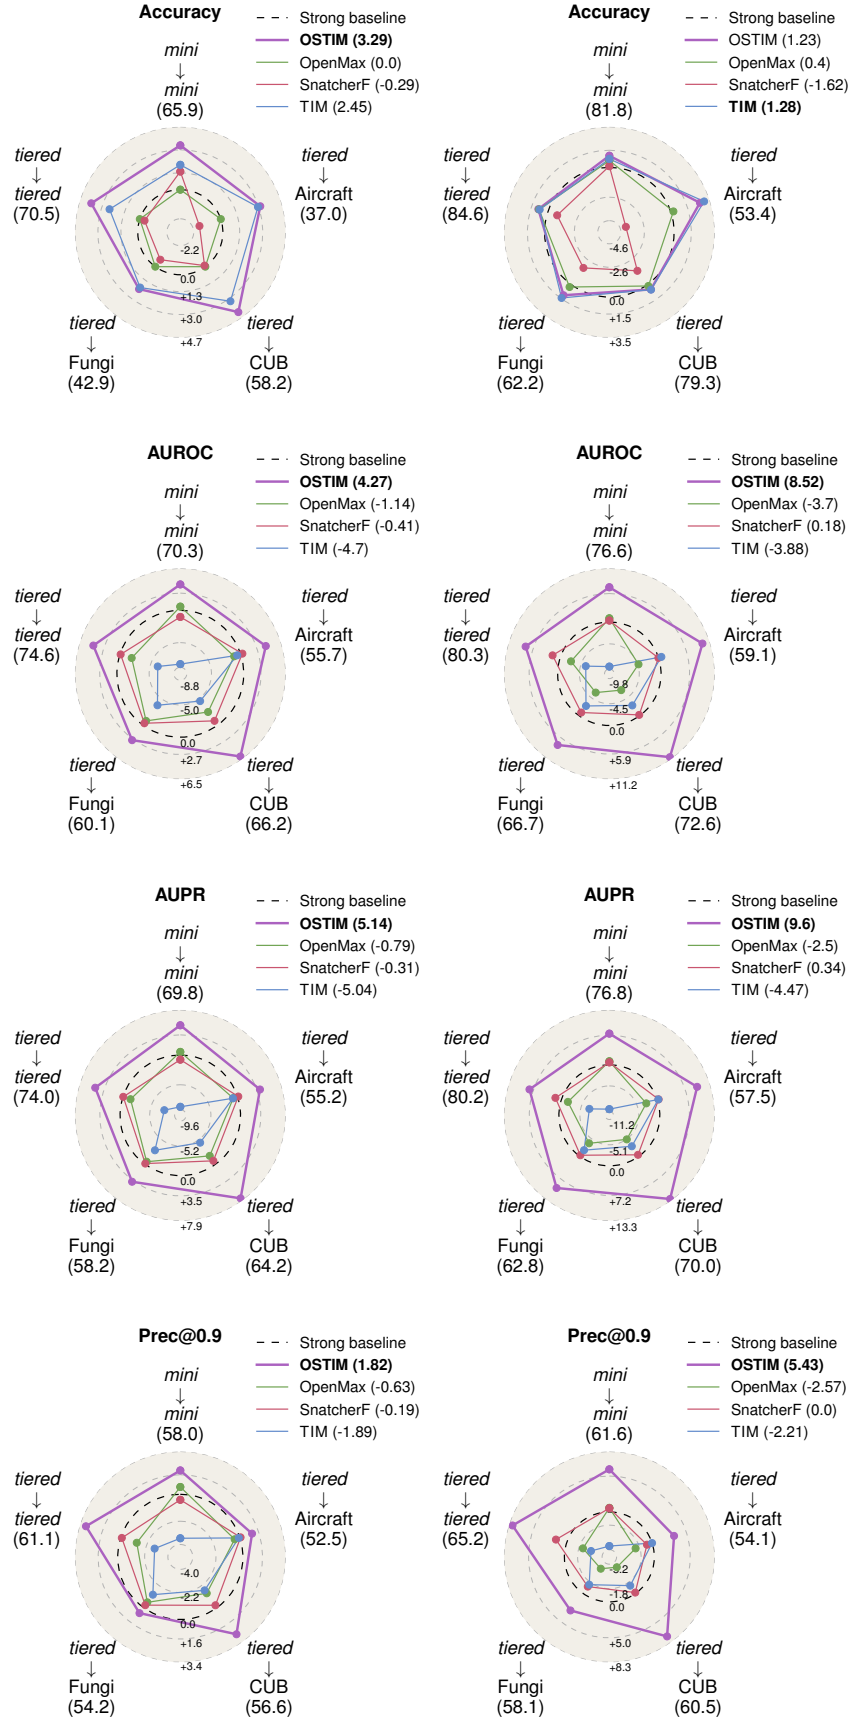 Accuracy
Strong baseline
OSTIM (3.29)
OpenMax (0.0)
SnatcherF (-0.29)
TIM (2.45)
mini
↓
mini
(65.9)
tiered
↓
tiered
(70.5)
tiered
↓
Aircraft
(37.0)
-2.2
0.0
+1.3
+3.0
+4.7
tiered
↓
Fungi
(42.9)
tiered
↓
CUB
(58.2)
Accuracy
Strong baseline
OSTIM (1.23)
OpenMax (0.4)
SnatcherF (-1.62)
TIM (1.28)
mini
↓
mini
(81.8)
tiered
↓
tiered
(84.6)
tiered
↓
Aircraft
(53.4)
-4.6
-2.6
0.0
+1.5
+3.5
tiered
↓
Fungi
(62.2)
tiered
↓
CUB
(79.3)
AUROC
Strong baseline
OSTIM (4.27)
OpenMax (-1.14)
SnatcherF (-0.41)
TIM (-4.7)
mini
↓
mini
(70.3)
tiered
↓
tiered
(74.6)
tiered
↓
Aircraft
(55.7)
-8.8
-5.0
0.0
+2.7
+6.5
tiered
↓
Fungi
(60.1)
tiered
↓
CUB
(66.2)
AUROC
Strong baseline
OSTIM (8.52)
OpenMax (-3.7)
SnatcherF (0.18)
TIM (-3.88)
mini
↓
mini
(76.6)
tiered
↓
tiered
(80.3)
tiered
↓
Aircraft
(59.1)
-9.8
-4.5
0.0
+5.9
+11.2
tiered
↓
Fungi
(66.7)
tiered
↓
CUB
(72.6)
AUPR
Strong baseline
OSTIM (5.14)
OpenMax (-0.79)
SnatcherF (-0.31)
TIM (-5.04)
mini
↓
mini
(69.8)
tiered
↓
tiered
(74.0)
tiered
↓
Aircraft
(55.2)
-9.6
-5.2
0.0
+3.5
+7.9
tiered
↓
Fungi
(58.2)
tiered
↓
CUB
(64.2)
AUPR
Strong baseline
OSTIM (9.6)
OpenMax (-2.5)
SnatcherF (0.34)
TIM (-4.47)
mini
↓
mini
(76.8)
tiered
↓
tiered
(80.2)
tiered
↓
Aircraft
(57.5)
-11.2
-5.1
0.0
+7.2
+13.3
tiered
↓
Fungi
(62.8)
tiered
↓
CUB
(70.0)
Prec@0.9
Strong baseline
OSTIM (1.82)
OpenMax (-0.63)
SnatcherF (-0.19)
TIM (-1.89)
mini
↓
mini
(58.0)
tiered
↓
tiered
(61.1)
tiered
↓
Aircraft
(52.5)
-4.0
-2.2
0.0
+1.6
+3.4
tiered
↓
Fungi
(54.2)
tiered
↓
CUB
(56.6)
Prec@0.9
Strong baseline
OSTIM (5.43)
OpenMax (-2.57)
SnatcherF (0.0)
TIM (-2.21)
mini
↓
mini
(61.6)
tiered
↓
tiered
(65.2)
tiered
↓
Aircraft
(54.1)
-1.8
0.0
+5.0
+8.3
tiered
↓
Fungi
(58.1)
tiered
↓
CUB
(60.5)